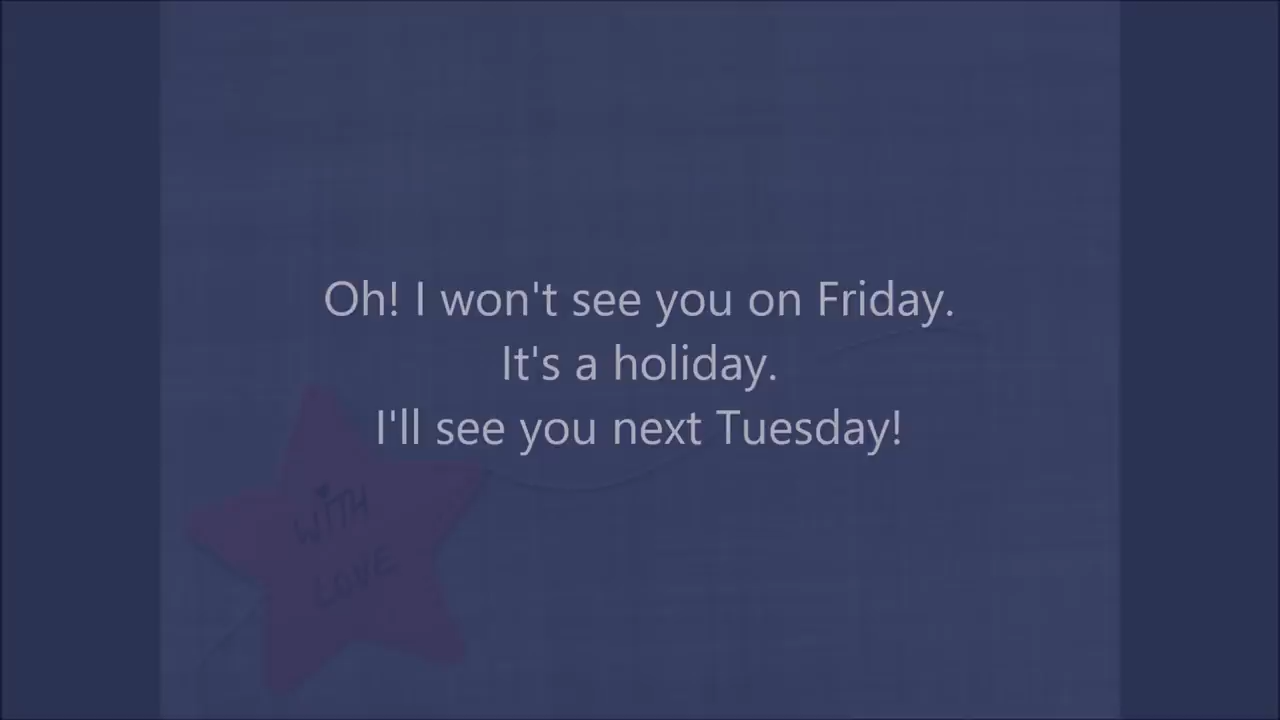 Oh! I won't see you on Friday.
It's a holiday.
I'll see you next Tuesday!
WITH
LOVE